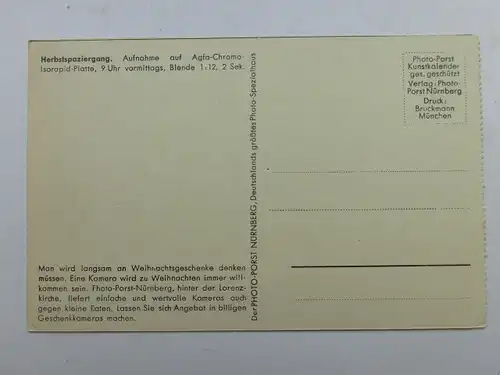 Herbstspaziergang. Aufnahme auf Agfa-Chromo-
Isorapid-Platte, 9 Uhr vormittags, Blende 1:12, 2 Sek.
Man wird langsam an Weihnachtsgeschenke denken
müssen. Eine Kamera wird zu Weihnachten immer will-
kommen sein. Photo-Porst-Nürnberg, hinter der Lorenz-
kirche, liefert einfache und wertvolle Kameras auch
gegen kleine Raten. Lassen Sie sich Angebot in billigen
Geschenkkameras machen.
Der PHOTO-PORST NÜRNBERG, Deutschlands größtes Photo-Spezialhaus
Photo-Porst
Kunstkalender
ges. geschützt
Verlag: Photo-
Porst Nürnberg
Druck:
Bruckmann
München